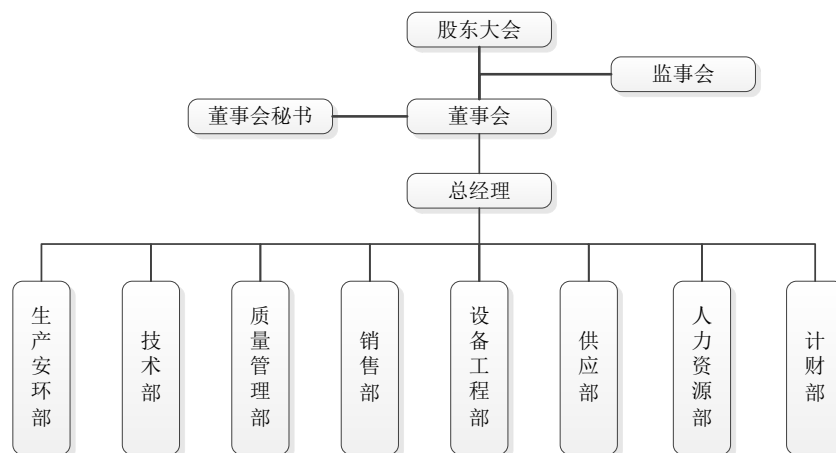 股东大会
监事会
董事会秘书
董事会
总经理
生产安环部
技术部
质量管理部
销售部
设备工程部
供应部
人力资源部
计财部